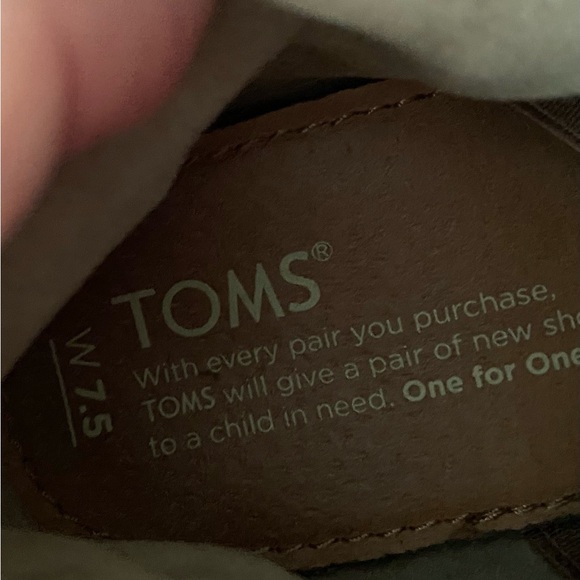 TOMS®
With every pair you purchase,
TOMS will give a pair of new
to a child in need. One for One
W 7.5